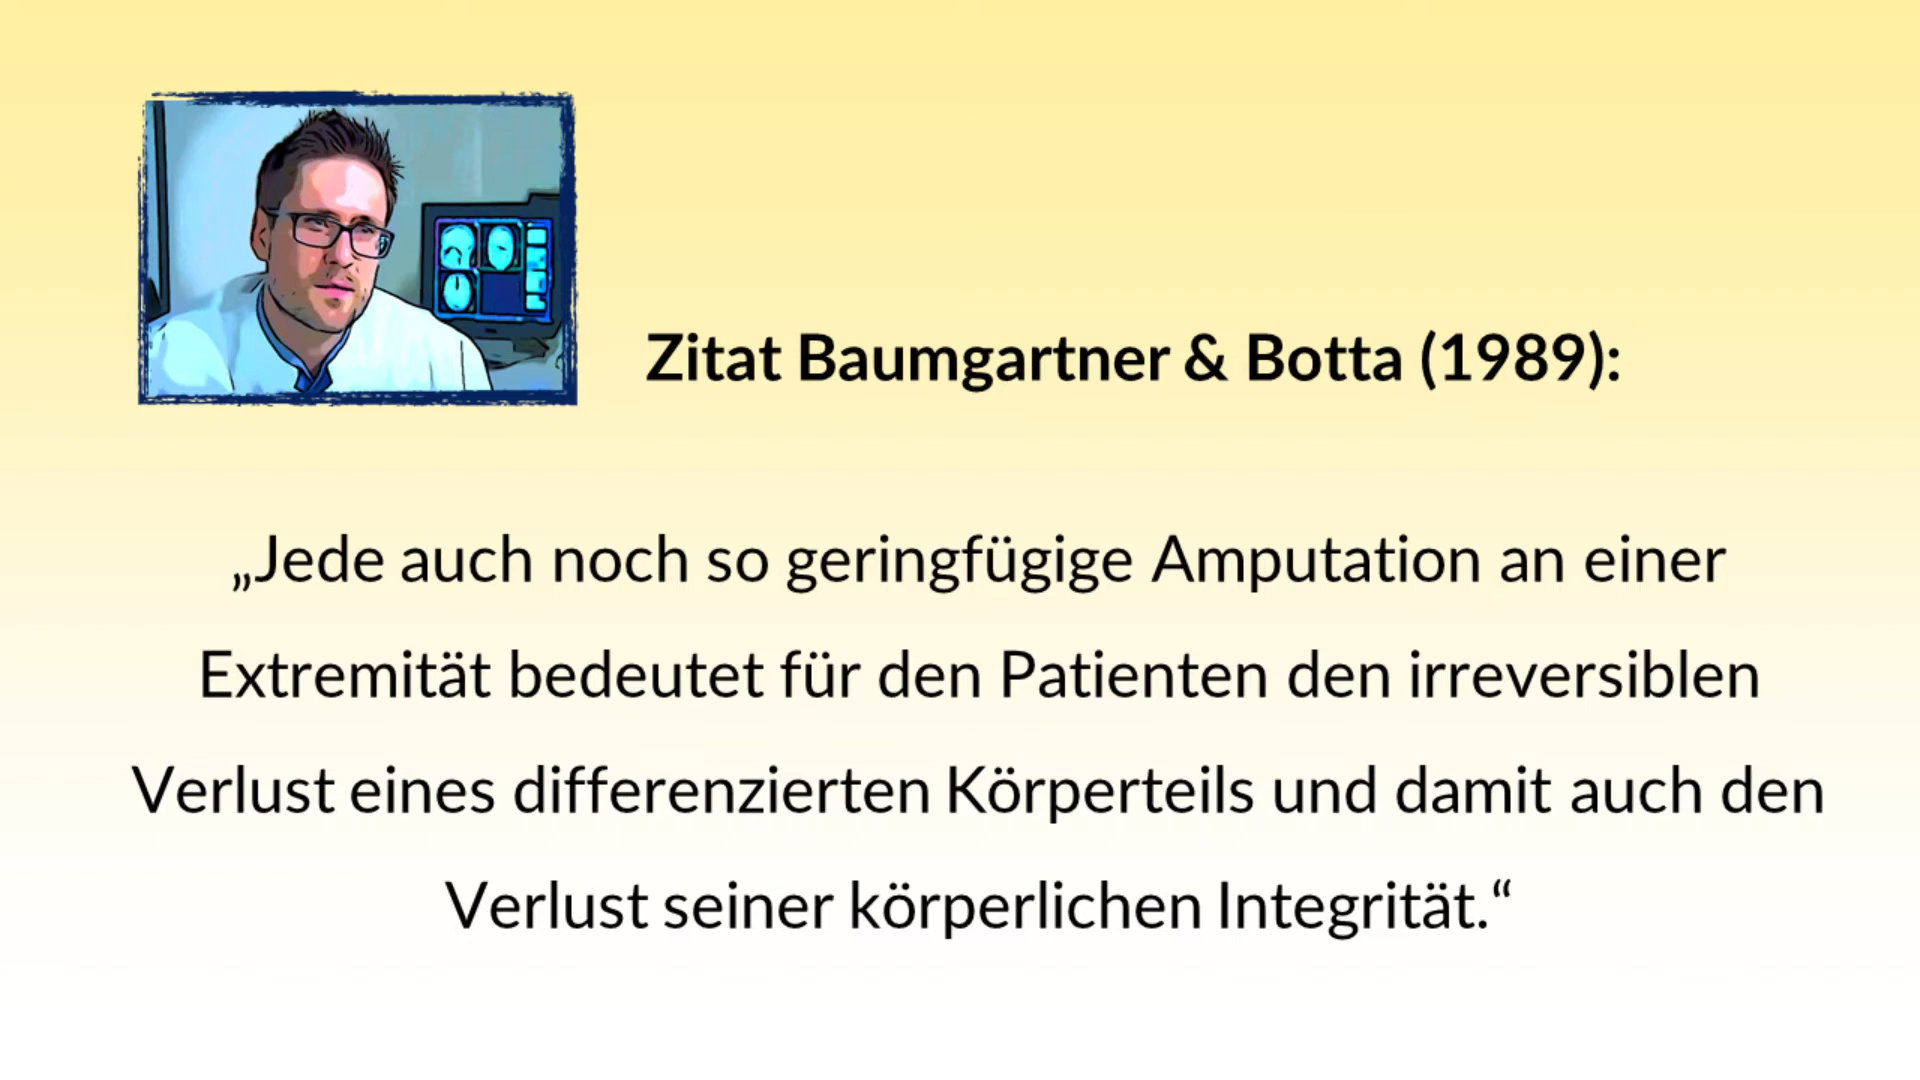 Zitat Baumgartner & Botta (1989):
„Jede auch noch so geringfügige Amputation an einer
Extremität bedeutet für den Patienten den irreversiblen
Verlust eines differenzierten Körperteils und damit auch den
Verlust seiner körperlichen Integrität.“